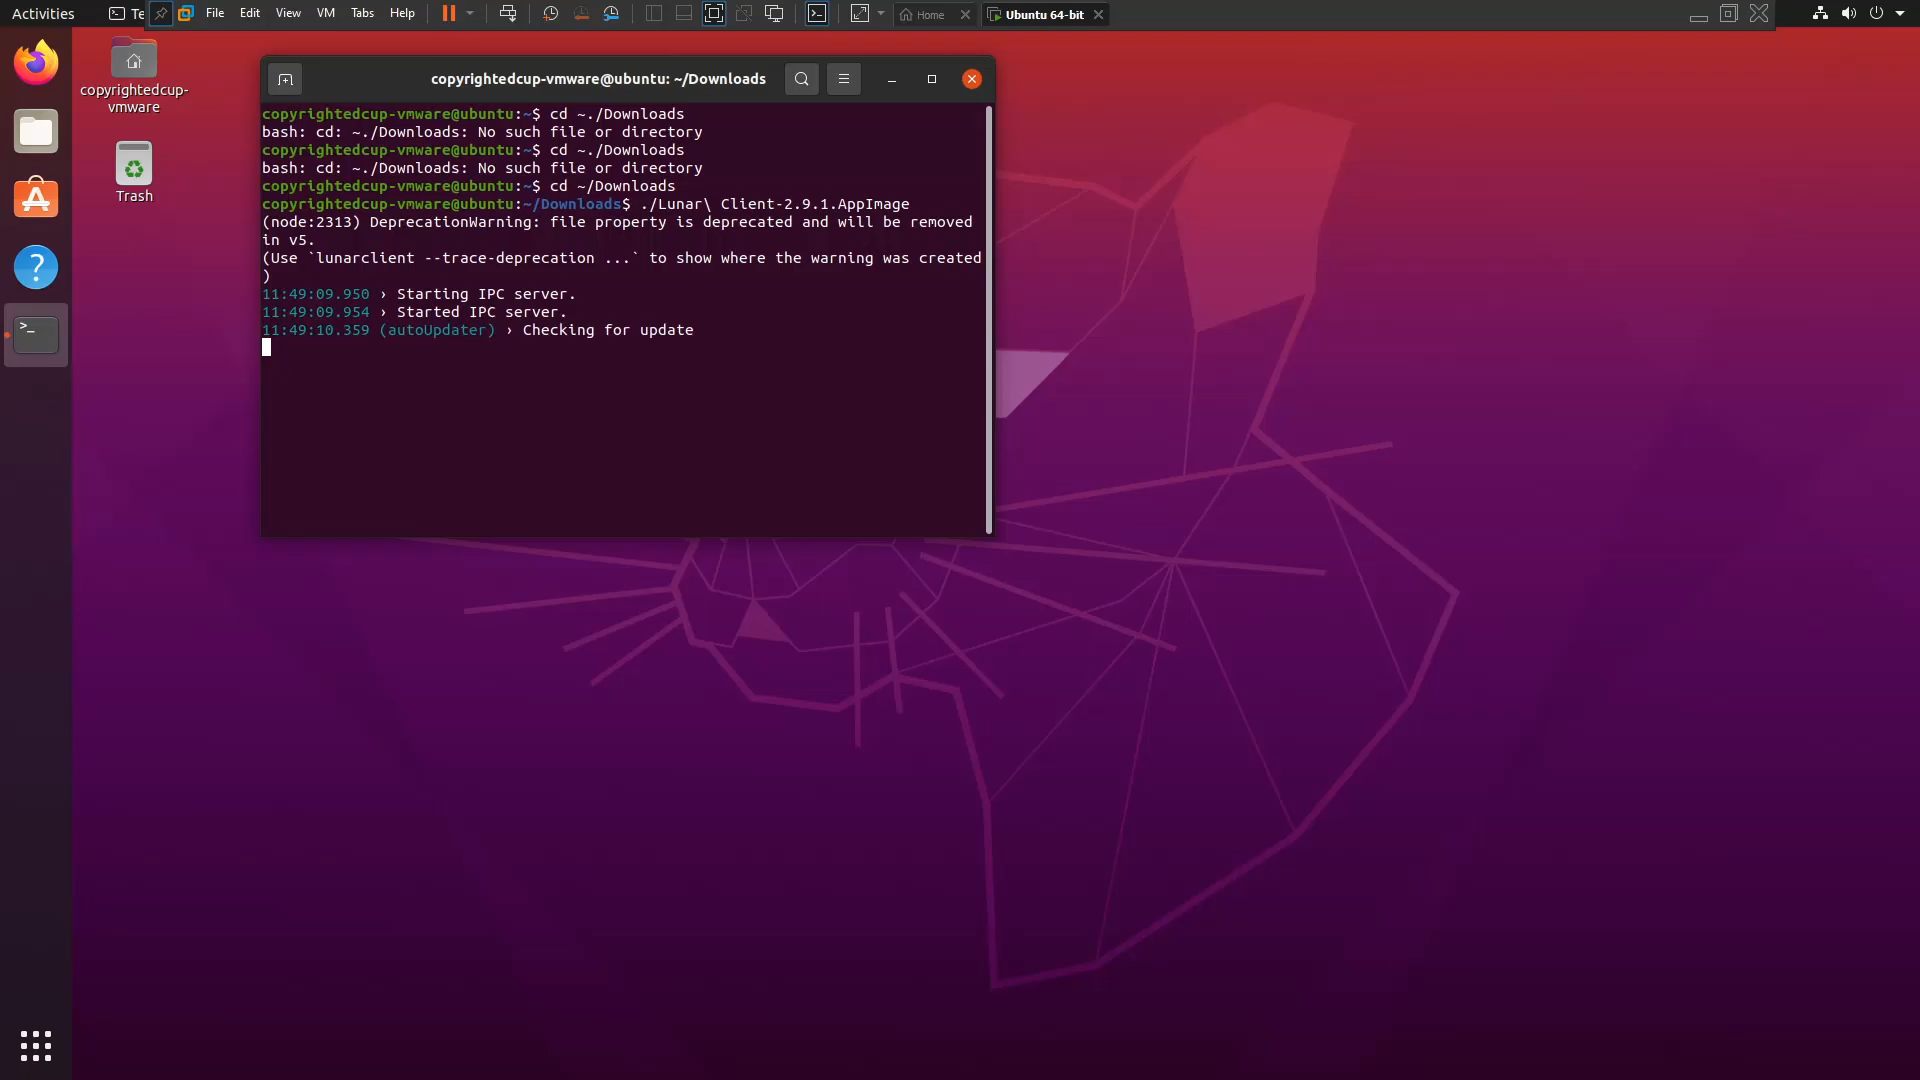 Activities
Te
File Edit View VM Tabs Help
Home
Ubuntu 64-bit
copyrightedcup-vmware
Trash
copyrightedcup-vmware@ubuntu: ~/Downloads
copyrightedcup-vmware@ubuntu:~$ cd ~./Downloads
bash: cd: ~./Downloads: No such file or directory
copyrightedcup-vmware@ubuntu:~$ cd ~./Downloads
bash: cd: ~./Downloads: No such file or directory
copyrightedcup-vmware@ubuntu:~$ cd ~/Downloads
copyrightedcup-vmware@ubuntu:~/Downloads$ ./Lunar\ Client-2.9.1.AppImage
(node:2313) DeprecationWarning: file property is deprecated and will be removed
in v5.
(Use `lunarclient --trace-deprecation ...` to show where the warning was created
)
11:49:09.950 › Starting IPC server.
11:49:09.954 › Started IPC server.
11:49:10.359 (autoUpdater) › Checking for update